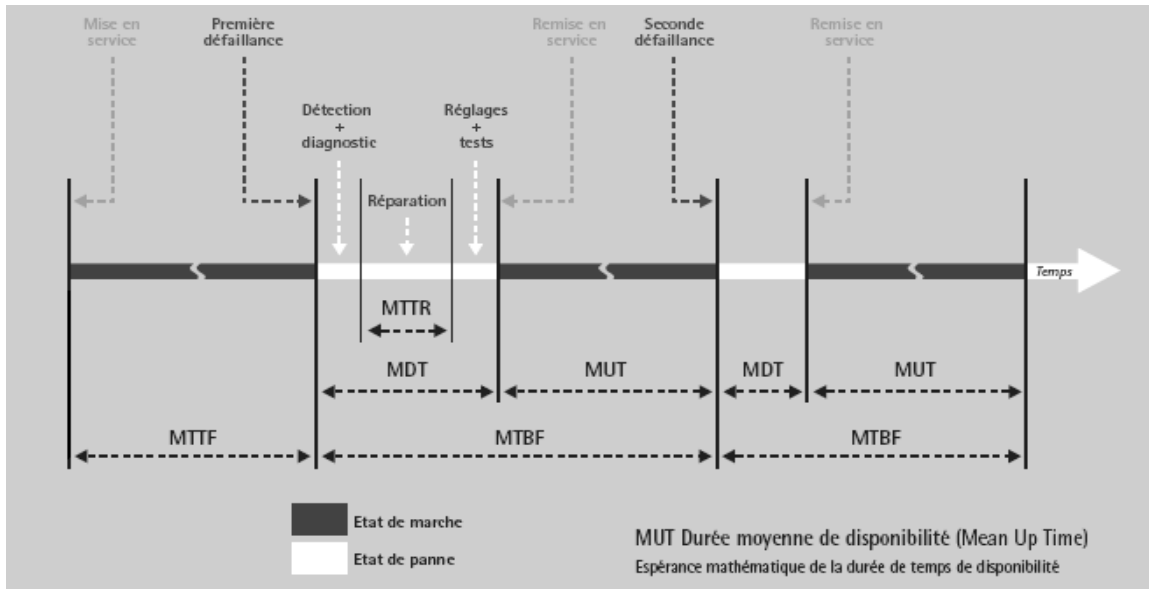 Mise en
service
Première
défaillance
Remise en
service
Seconde
défaillance
Remise en
service
Détection
+
diagnostic
Réglages
+
tests
Réparation
Temps
MTTR
MDT
MUT
MDT
MUT
MTTF
MTBF
MTBF
Etat de marche
Etat de panne
MUT Durée moyenne de disponibilité (Mean Up Time)
Espérance mathématique de la durée de temps de disponibilité